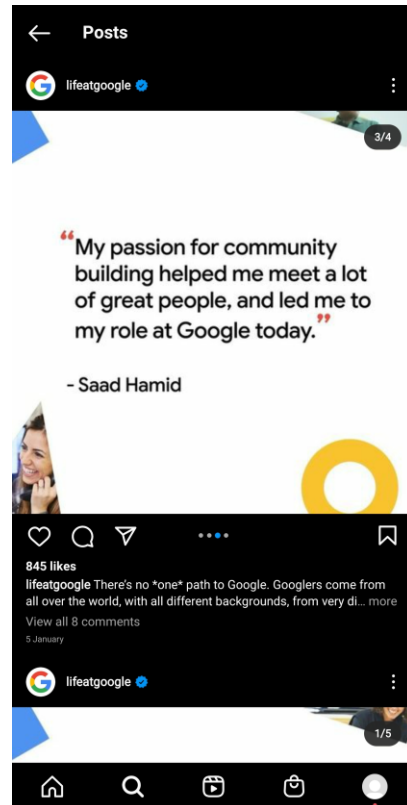 Posts
lifeatgoogle
3/4
“My passion for community
building helped me meet a lot
of great people, and led me to
my role at Google today.”
- Saad Hamid
845 likes
lifeatgoogle There's no *one* path to Google. Googlers come from
all over the world, with all different backgrounds, from very di... more
View all 8 comments
5 January
lifeatgoogle
1/5